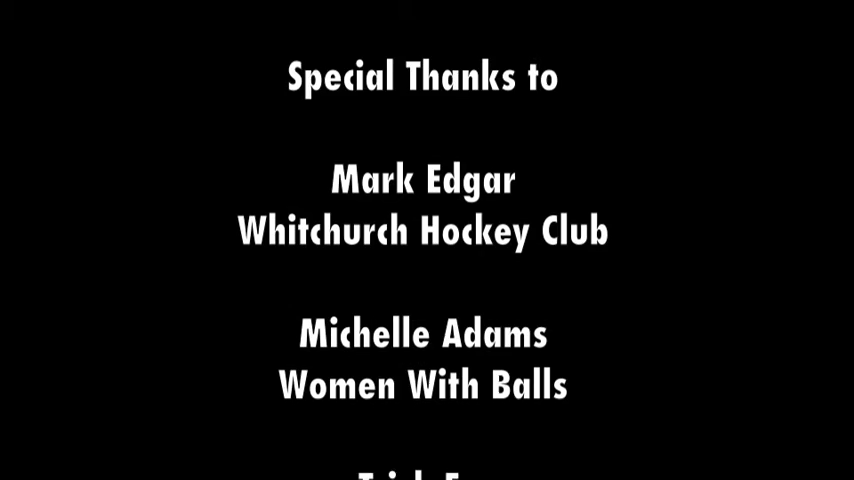 Special Thanks to
Mark Edgar
Whitchurch Hockey Club
Michelle Adams
Women With Balls